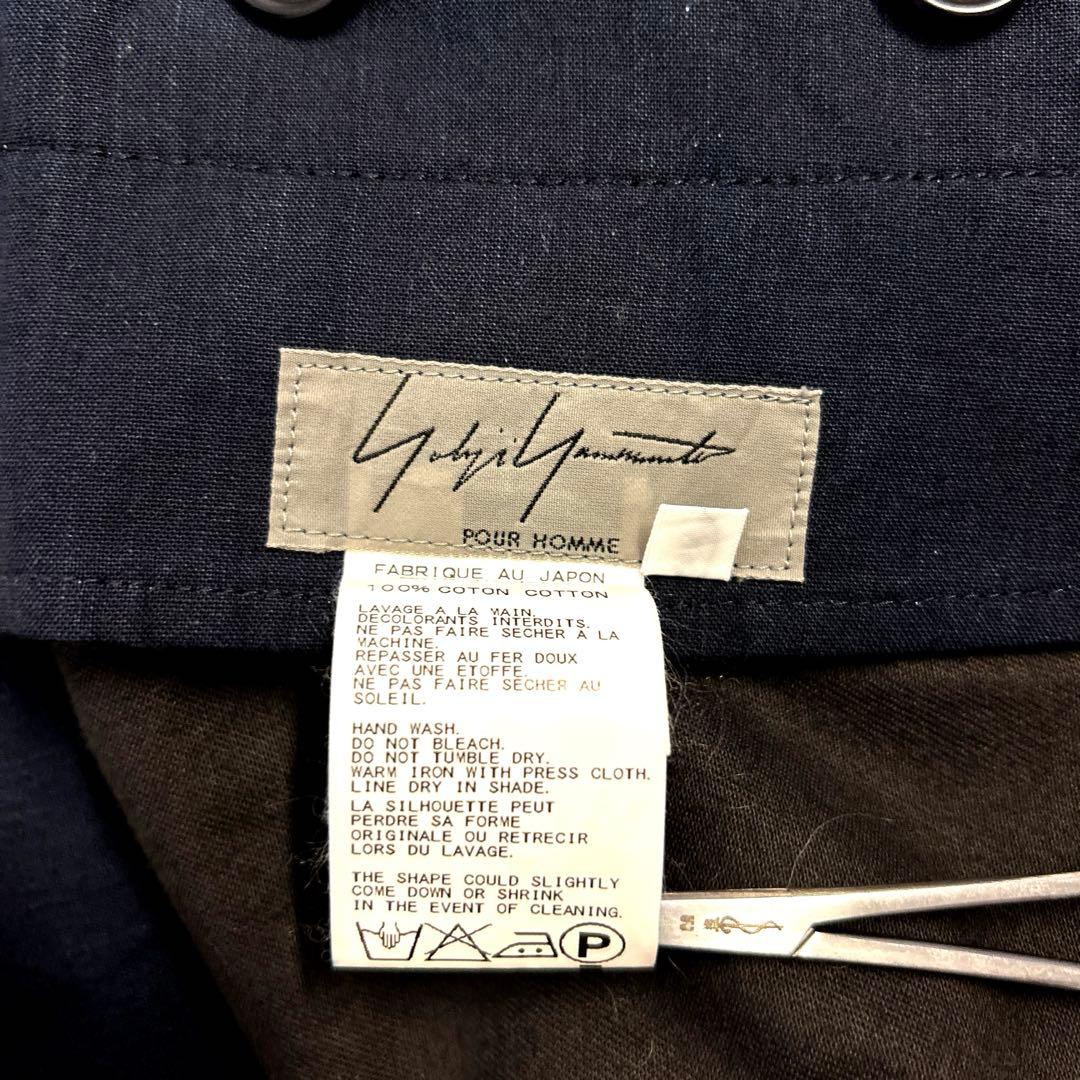 Yohji Yamamoto
POUR HOMME
FABRIQUE AU JAPON
100% COTON COTTON
LAVAGE A LA MAIN.
DECOLORANTS INTERDITS.
NE PAS FAIRE SECHER A LA
MACHINE.
REPASSER AU FER DOUX
AVEC UNE ETOFFE.
NE PAS FAIRE SECHER AU
SOLEIL.
HAND WASH.
DO NOT BLEACH.
DO NOT TUMBLE DRY.
WARM IRON WITH PRESS CLOTH.
LINE DRY IN SHADE.
LA SILHOUETTE PEUT
PERDRE SA FORME
ORIGINALE OU RETRECIR
LORS DU LAVAGE.
THE SHAPE COULD SLIGHTLY
COME DOWN OR SHRINK
IN THE EVENT OF CLEANING.
P